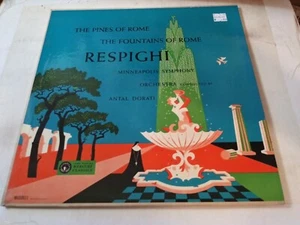 THE PINES OF ROME
THE FOUNTAINS OF ROME
RESPIGHI
MINNEAPOLIS SYMPHONY
ORCHESTRA
ANTAL DORATI